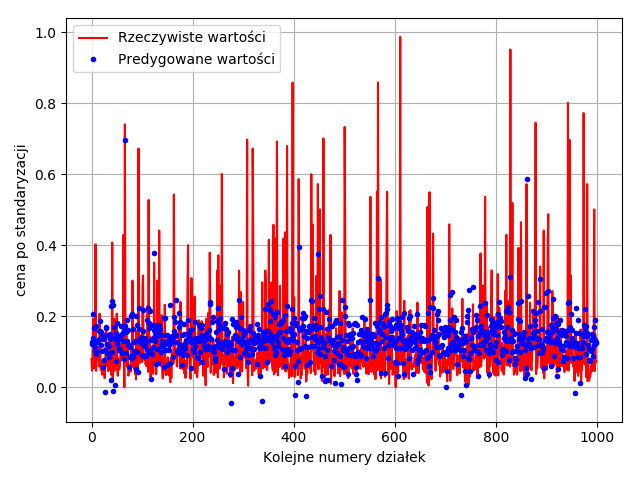 Rzeczywiste wartości
Predygowane wartości
cena po standaryzacji
1.0
0.8
0.6
0.4
0.2
0.0
0 200 400 600 800 1000
Kolejne numery działek